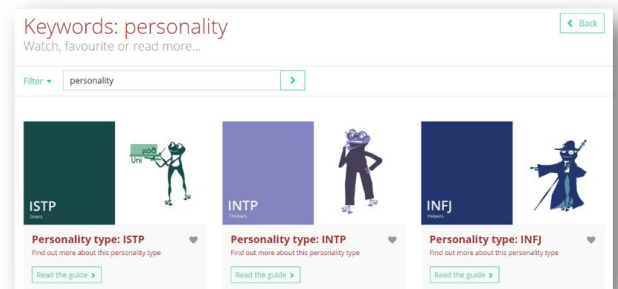 Keywords: personality
Back
Watch, favourite or read more...
Filter
personality
ISTP
Doers
Uni
INTP
Thinkers
INFJ
Helpers
Personality type: ISTP
Find out more about this personality type
Read the guide
Personality type: INTP
Find out more about this personality type
Read the guide
Personality type: INFJ
Find out more about this personality type
Read the guide